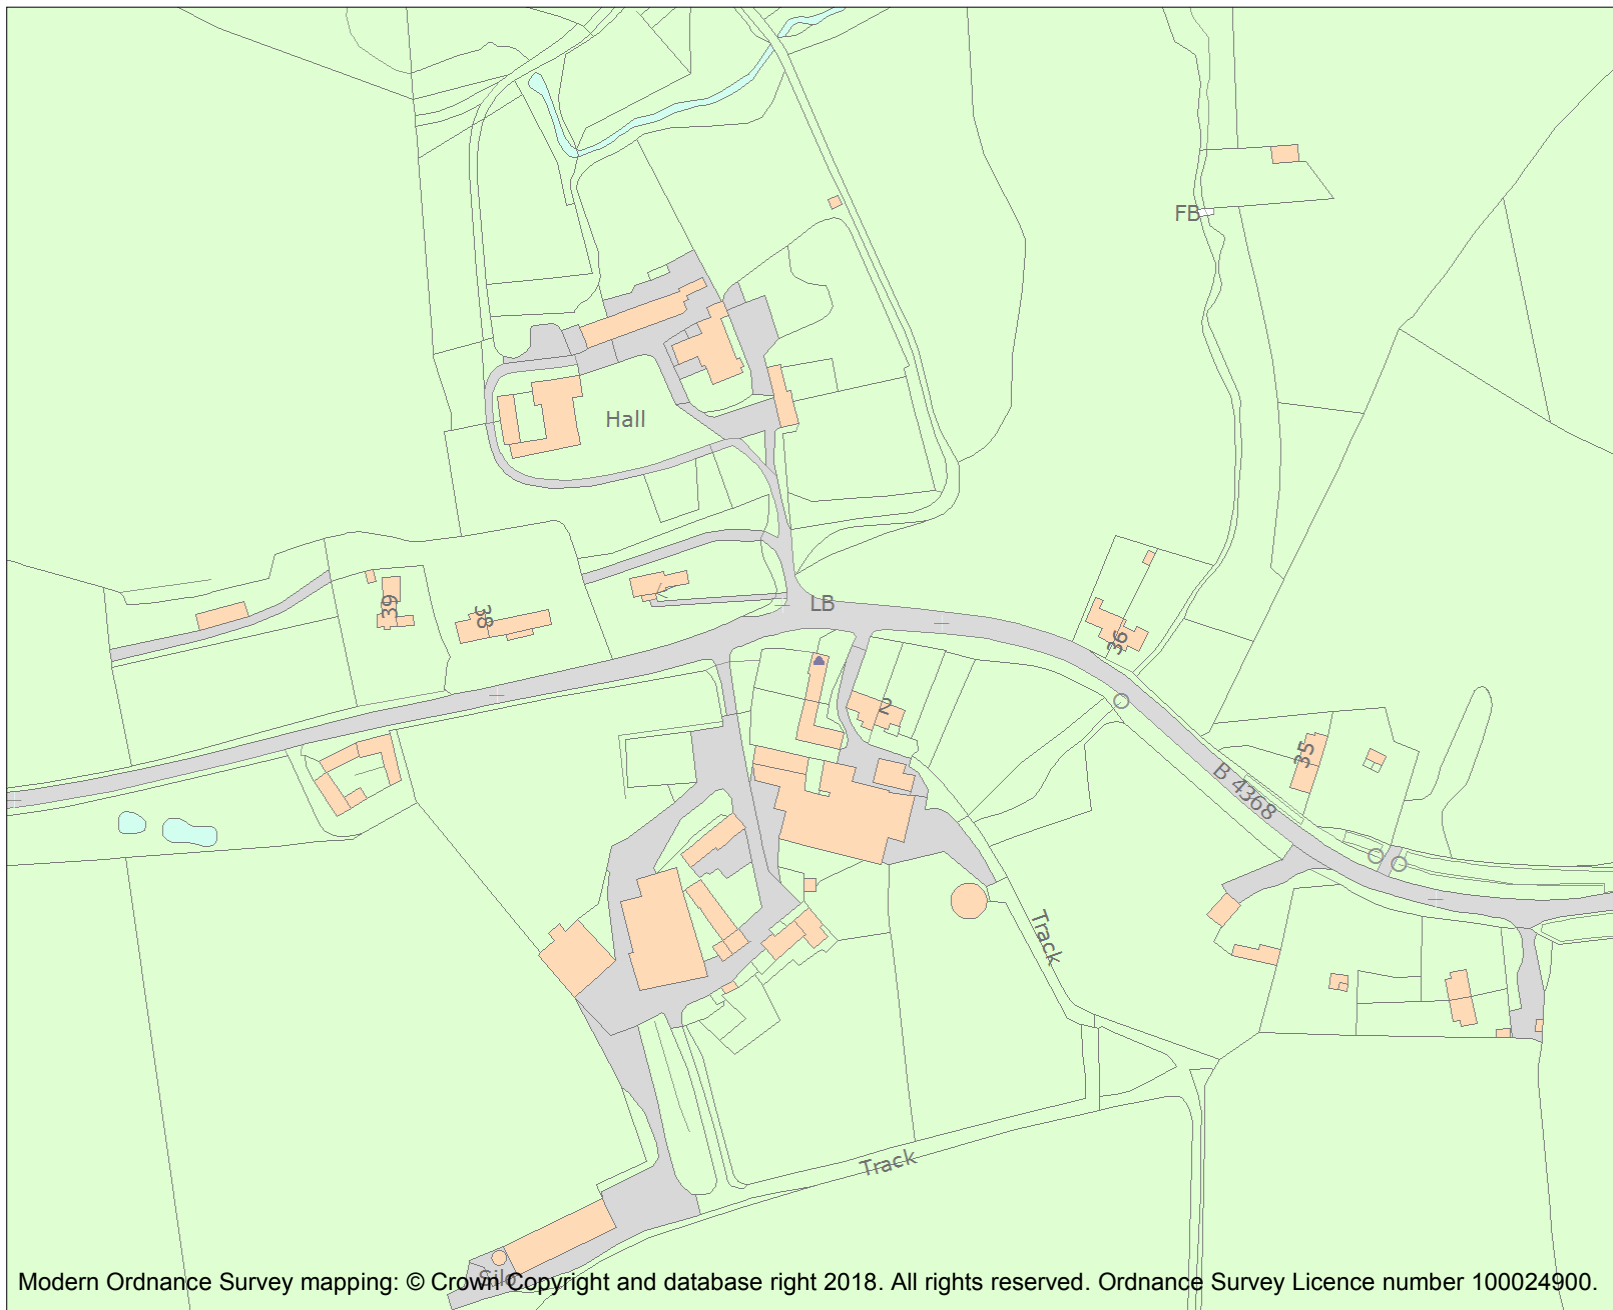 FB
Hall
39
38
LB
36
2
35
B 4368
Track
Track
Silo
Modern Ordnance Survey mapping: © Crown Copyright and database right 2018. All rights reserved. Ordnance Survey Licence number 100024900.